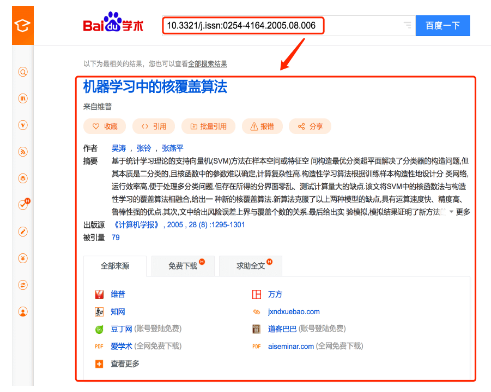 Bai du 学术
10.3321/j.issn:0254-4164.2005.08.006
百度一下
以下为最相关的结果，您也可以查看全部搜索结果
机器学习中的核覆盖算法
来自维普
收藏 <> 引用 批量引用 报错 分享
作者 吴涛，张铃，张燕平
摘要 基于统计学习理论的支持向量机(SVM)方法在样本空间或特征空 间构造最优分类超平面解决了分类器的构造问题,但
其本质是二分类的,且核函数中的参数难以确定,计算复杂性高.构造性学习算法根据训练样本构造性地设计分 类网络,
运行效率高,便于处理多分类问题,但存在所得的分界面零乱、测试计算量大的缺点.该文将SVM中的核函数法与构造
性学习的覆盖算法相融合,给出一 种新的核覆盖算法.新算法克服了以上两种模型的缺点,具有运算速度快、精度高、
鲁棒性强的优点.其次,文中给出风险误差上界与覆盖个数的关系.最后给出实 验模拟,模拟结果证明了新方法 更多
出版源 《计算机学报》, 2005 , 28 (8) :1295-1301
被引量 79
全部来源 免费下载 求助全文
维普 万方
知网 jxndxuebao.com
豆丁网 (账号登陆免费) 道客巴巴 (账号登陆免费)
PDF 爱学术 (全网免费下载) PDF aiseminar.com (全网免费下载)
查看更多